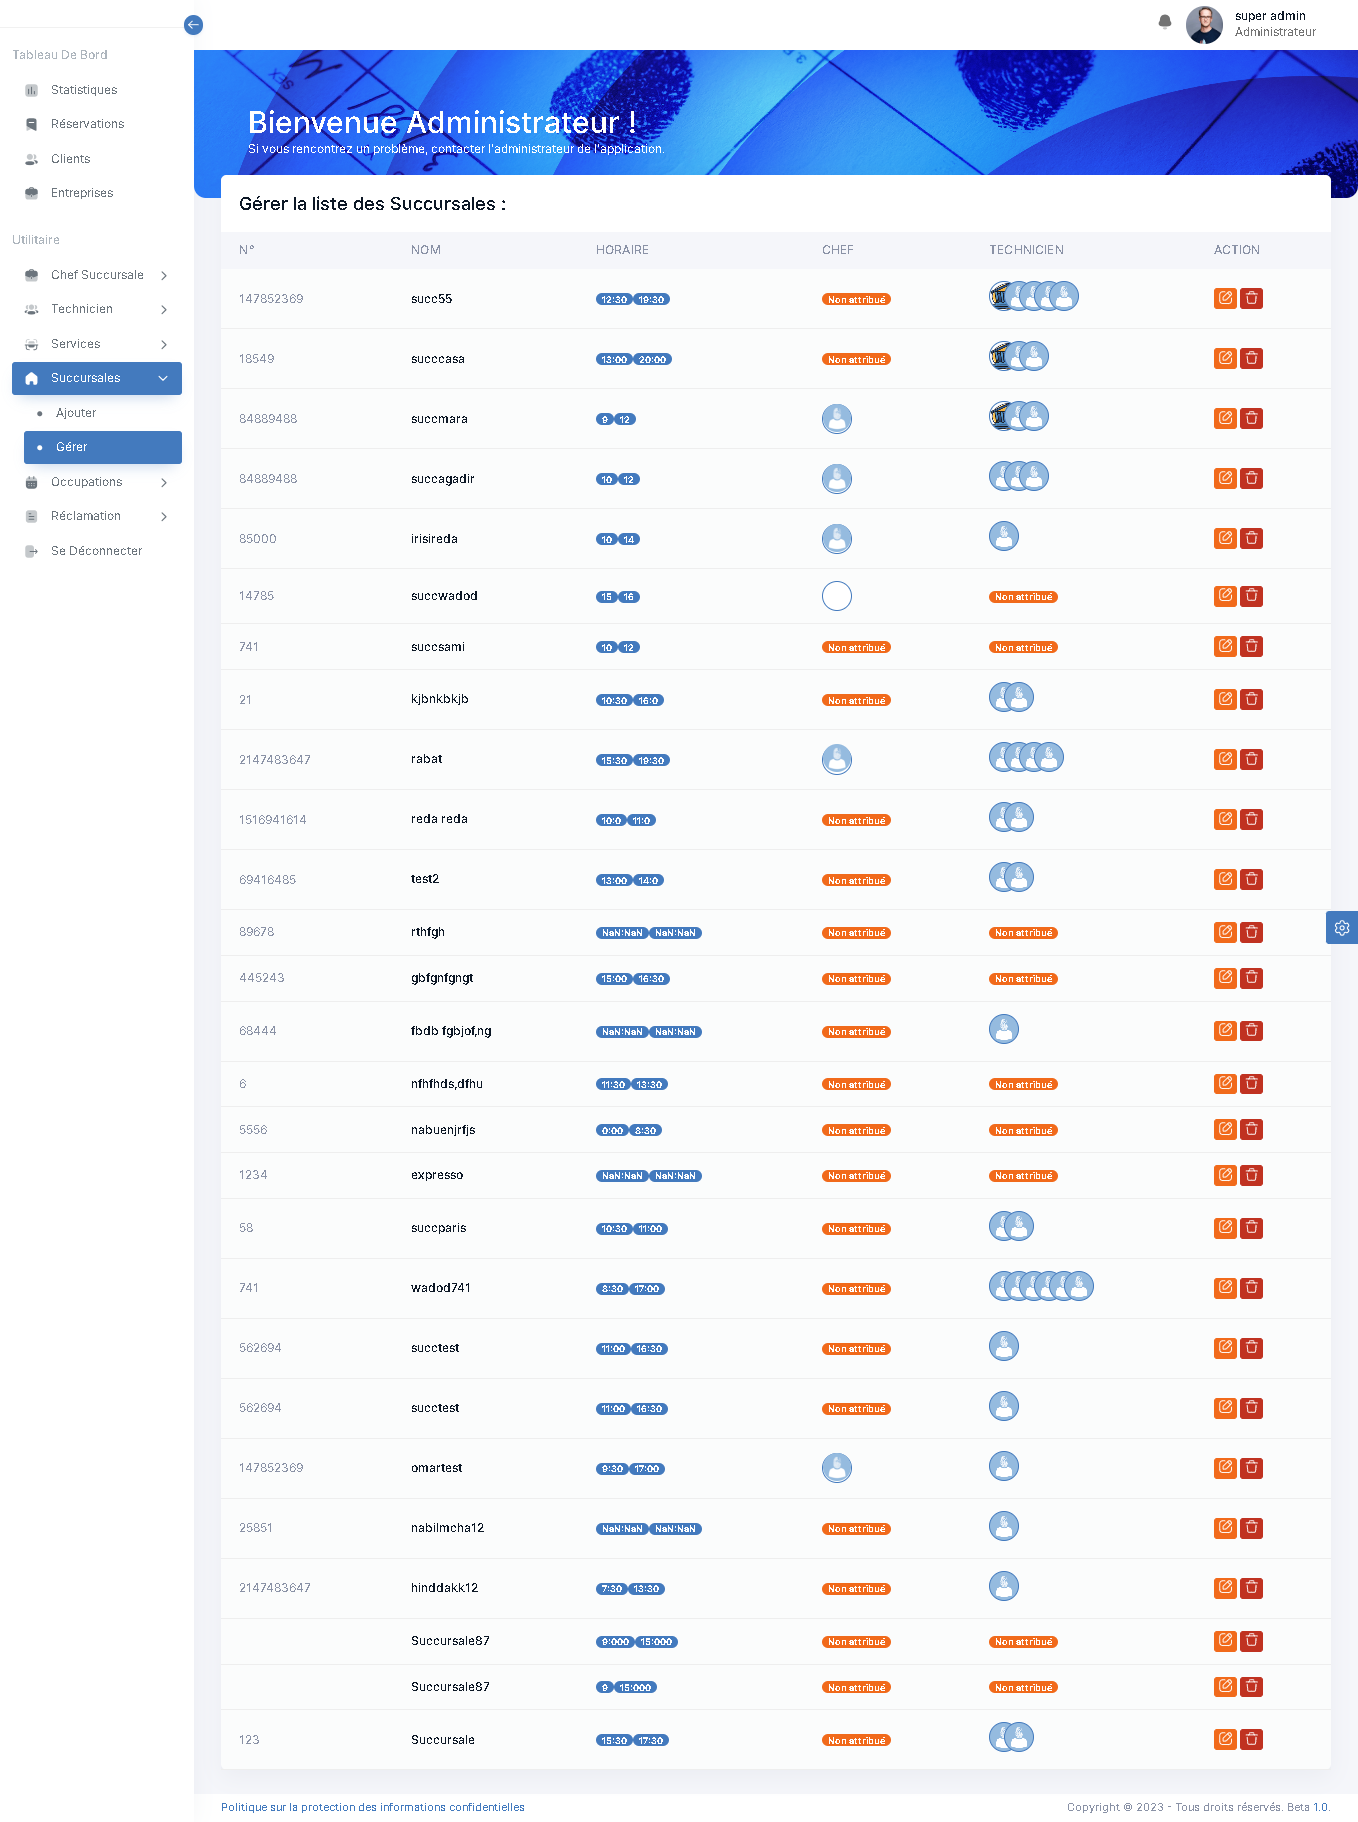 super admin
Administrateur
Tableau De Bord
Statistiques
Réservations
Clients
Entreprises
Utilitaire
Chef Succursale
Technicien
Services
Succursales
Ajouter
Gérer
Occupations
Réclamation
Se Déconnecter
Bienvenue Administrateur !
Si vous rencontrez un problème, contacter l'administrateur de l'application.
Gérer la liste des Succursales :
N° NOM HORAIRE CHEF TECHNICIEN ACTION
147852369 succ55 12:30 19:30 Non attribué
18549 succcasa 13:00 20:00 Non attribué
84889488 succmara 9 12
84889488 succagadir 10 12
85000 irisireda 10 14
14785 succwadod 15 16 Non attribué
741 succsami 10 12 Non attribué Non attribué
21 kjbnkbkjb 10:30 16:0 Non attribué
2147483647 rabat 15:30 19:30
1516941614 reda reda 10:0 11:0 Non attribué
69416485 test2 13:00 14:0 Non attribué
89678 rthfgh NaN:NaN NaN:NaN Non attribué Non attribué
445243 gbfgnfgngt 15:00 16:30 Non attribué Non attribué
68444 fbdb fgbjof,ng NaN:NaN NaN:NaN Non attribué
6 nfhfhds,dfhu 11:30 13:30 Non attribué Non attribué
5556 nabuenjrfjs 0:00 8:30 Non attribué Non attribué
1234 expresso NaN:NaN NaN:NaN Non attribué Non attribué
58 succparis 10:30 11:00 Non attribué
741 wadod741 8:30 17:00 Non attribué
562694 succtest 11:00 16:30 Non attribué
562694 succtest 11:00 16:30 Non attribué
147852369 omartest 9:30 17:00
25851 nabilmcha12 NaN:NaN NaN:NaN Non attribué
2147483647 hinddakk12 7:30 13:30 Non attribué
Succursale87 9:000 15:000 Non attribué Non attribué
Succursale87 9 15:000 Non attribué Non attribué
123 Succursale 15:30 17:30 Non attribué
Politique sur la protection des informations confidentielles
Copyright © 2023 - Tous droits réservés. Beta 1.0.